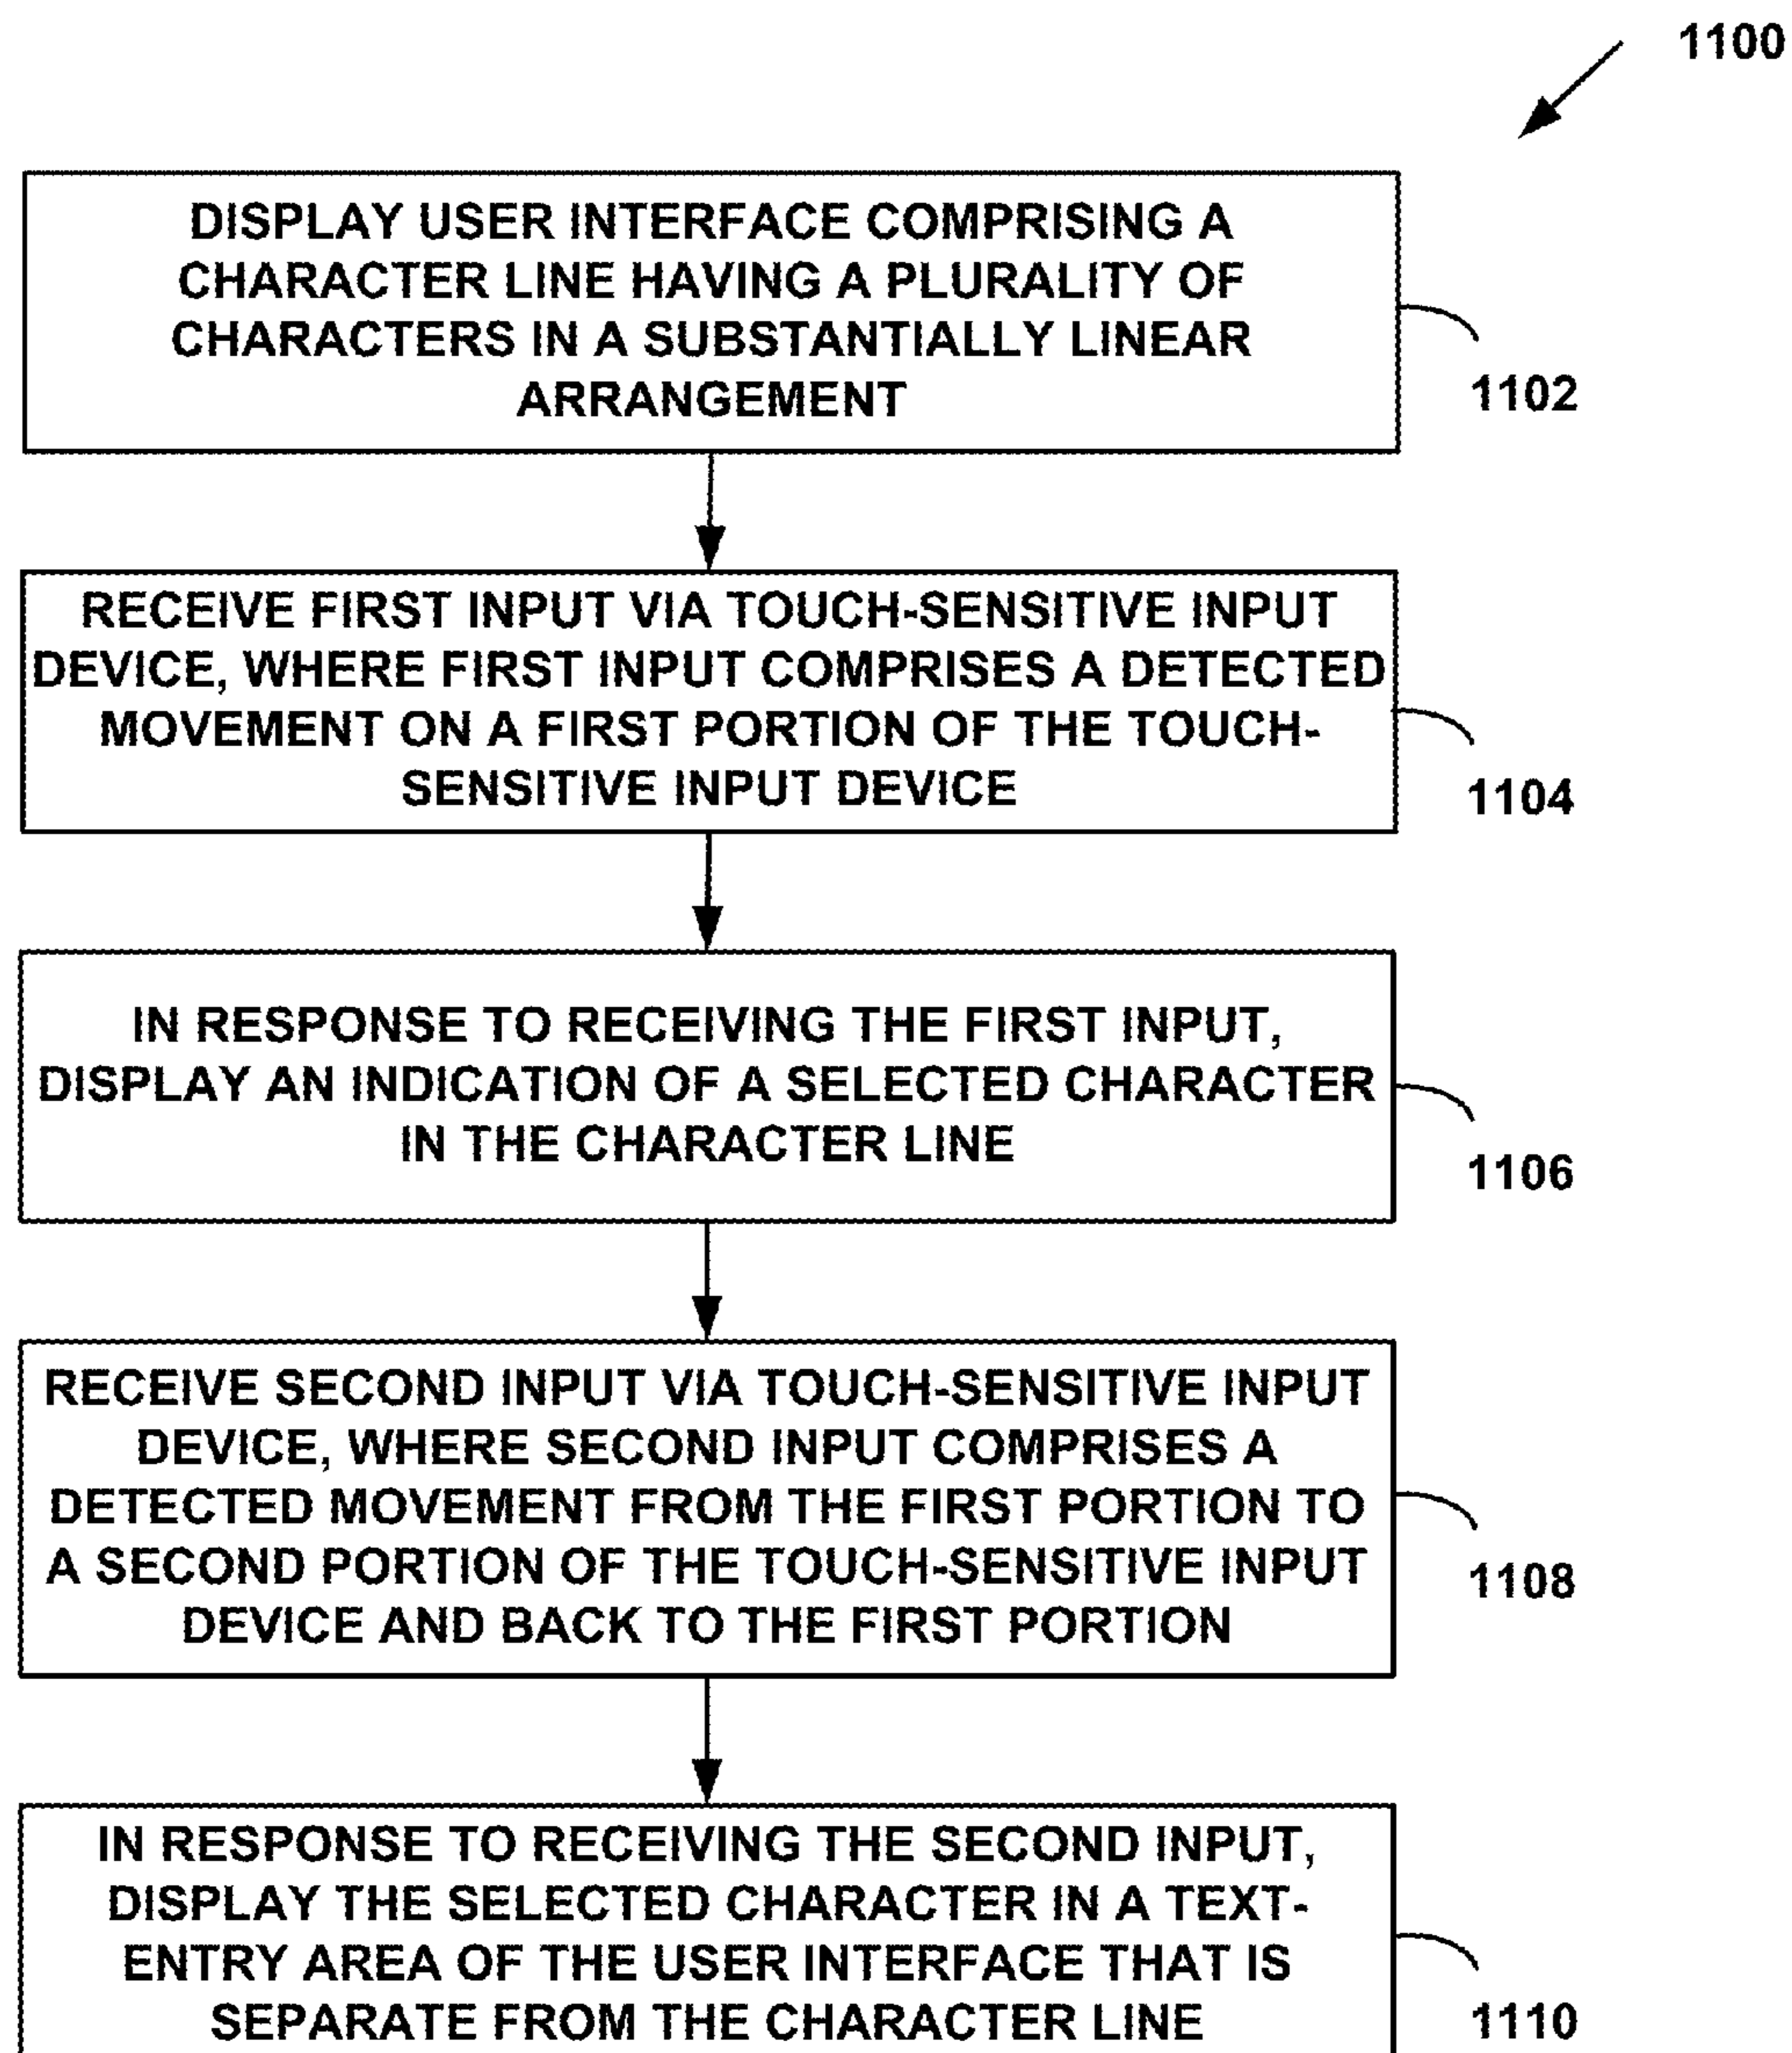 1100
DISPLAY USER INTERFACE COMPRISING A
CHARACTER LINE HAVING A PLURALITY OF
CHARACTERS IN A SUBSTANTIALLY LINEAR
ARRANGEMENT
1102
RECEIVE FIRST INPUT VIA TOUCH-SENSITIVE INPUT
DEVICE, WHERE FIRST INPUT COMPRISES A DETECTED
MOVEMENT ON A FIRST PORTION OF THE TOUCH-
SENSITIVE INPUT DEVICE
1104
IN RESPONSE TO RECEIVING THE FIRST INPUT,
DISPLAY AN INDICATION OF A SELECTED CHARACTER
IN THE CHARACTER LINE
1106
RECEIVE SECOND INPUT VIA TOUCH-SENSITIVE INPUT
DEVICE, WHERE SECOND INPUT COMPRISES A
DETECTED MOVEMENT FROM THE FIRST PORTION TO
A SECOND PORTION OF THE TOUCH-SENSITIVE INPUT
DEVICE AND BACK TO THE FIRST PORTION
1108
IN RESPONSE TO RECEIVING THE SECOND INPUT,
DISPLAY THE SELECTED CHARACTER IN A TEXT-
ENTRY AREA OF THE USER INTERFACE THAT IS
SEPARATE FROM THE CHARACTER LINE
1110